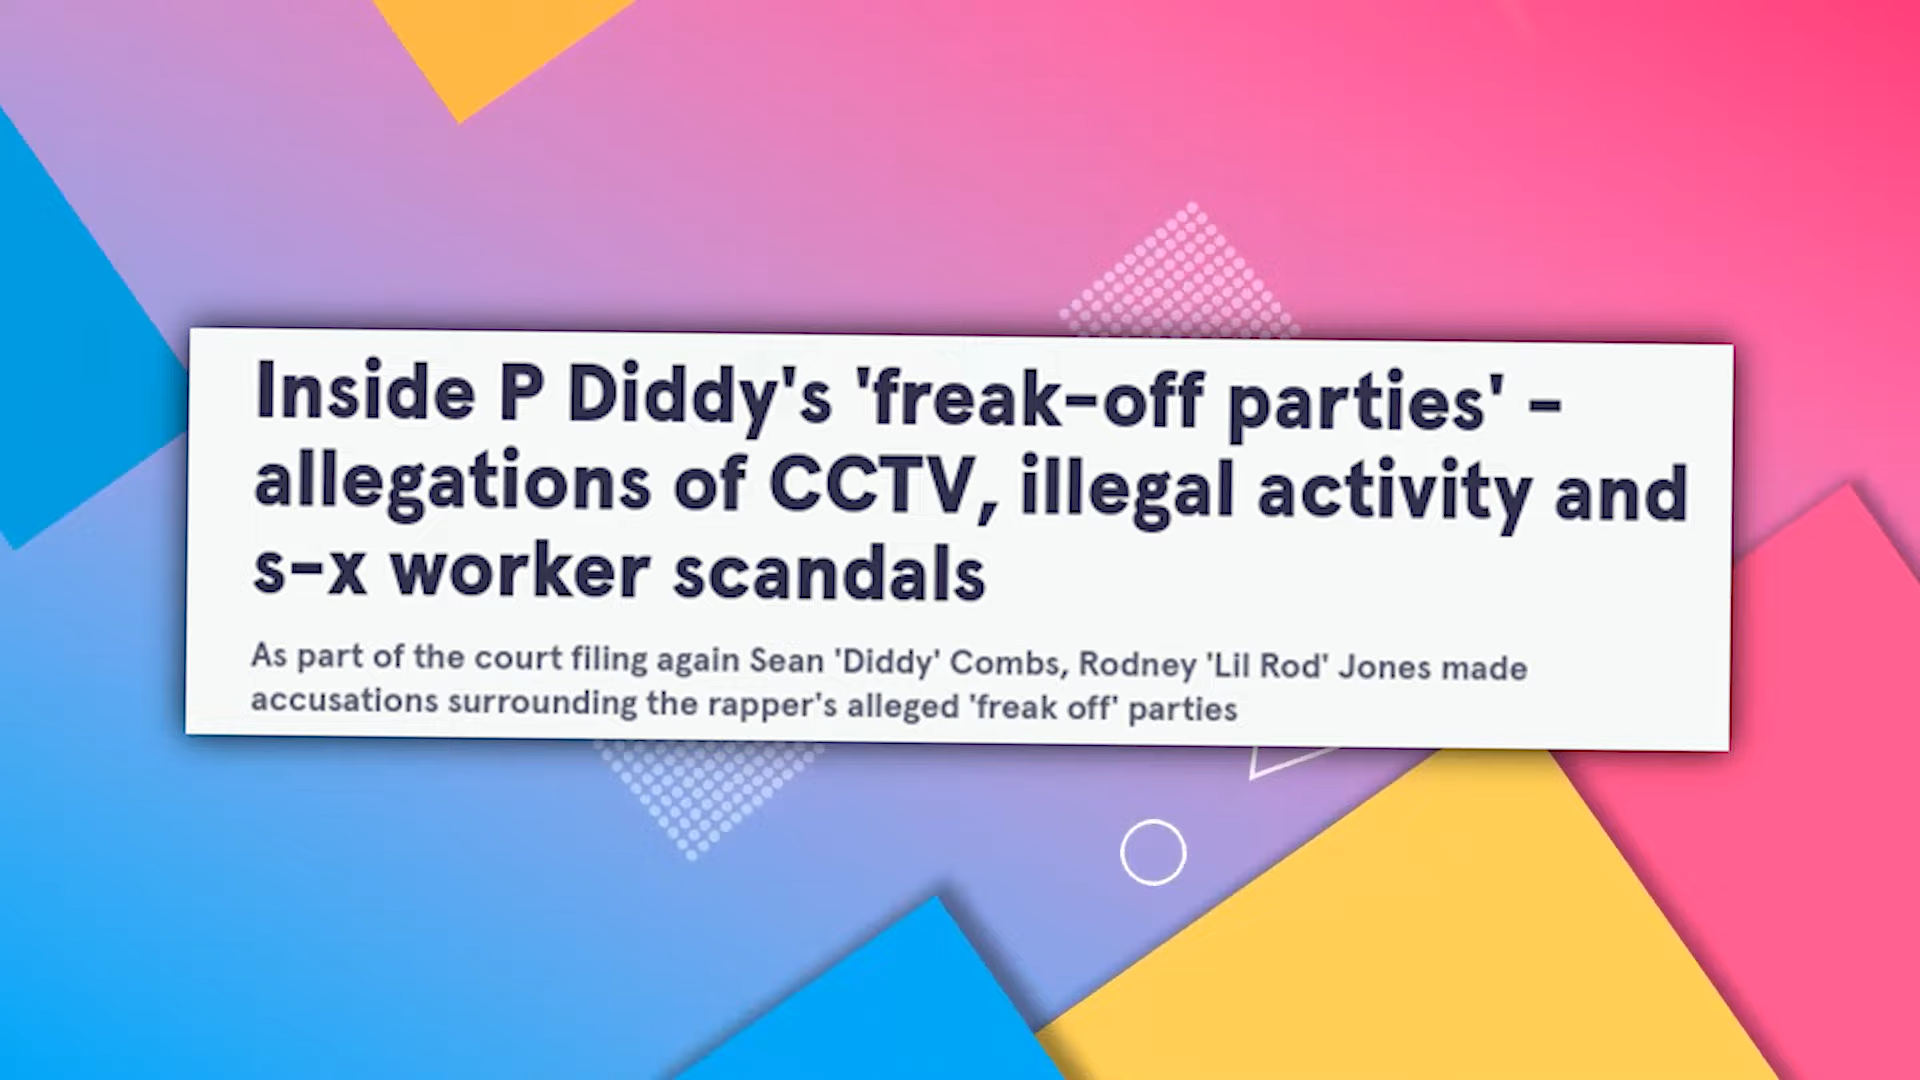 Inside P Diddy's 'freak-off parties' -
allegations of CCTV, illegal activity and
s-x worker scandals
As part of the court filing again Sean 'Diddy' Combs, Rodney 'Lil Rod' Jones made
accusations surrounding the rapper's alleged 'freak off' parties